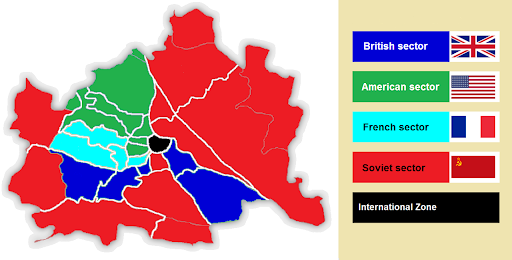 British sector
American sector
French sector
Soviet sector
International Zone